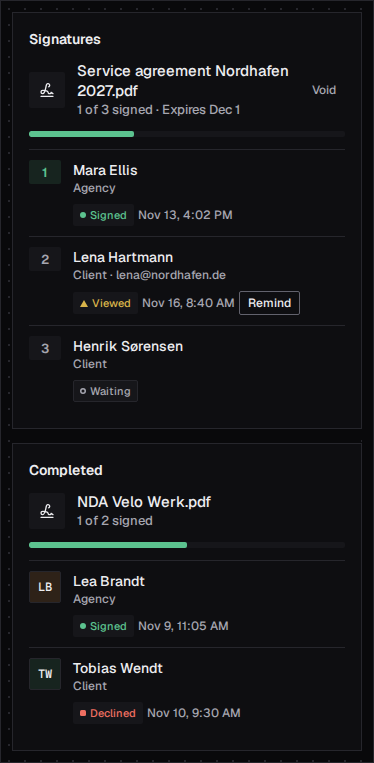 Signatures
Service agreement Nordhafen
2027.pdf
Void
1 of 3 signed · Expires Dec 1
1
Mara Ellis
Agency
Signed Nov 13, 4:02 PM
2
Lena Hartmann
Client · lena@nordhafen.de
Viewed Nov 16, 8:40 AM Remind
3
Henrik Sørensen
Client
Waiting
Completed
NDA Velo Werk.pdf
1 of 2 signed
LB
Lea Brandt
Agency
Signed Nov 9, 11:05 AM
TW
Tobias Wendt
Client
Declined Nov 10, 9:30 AM